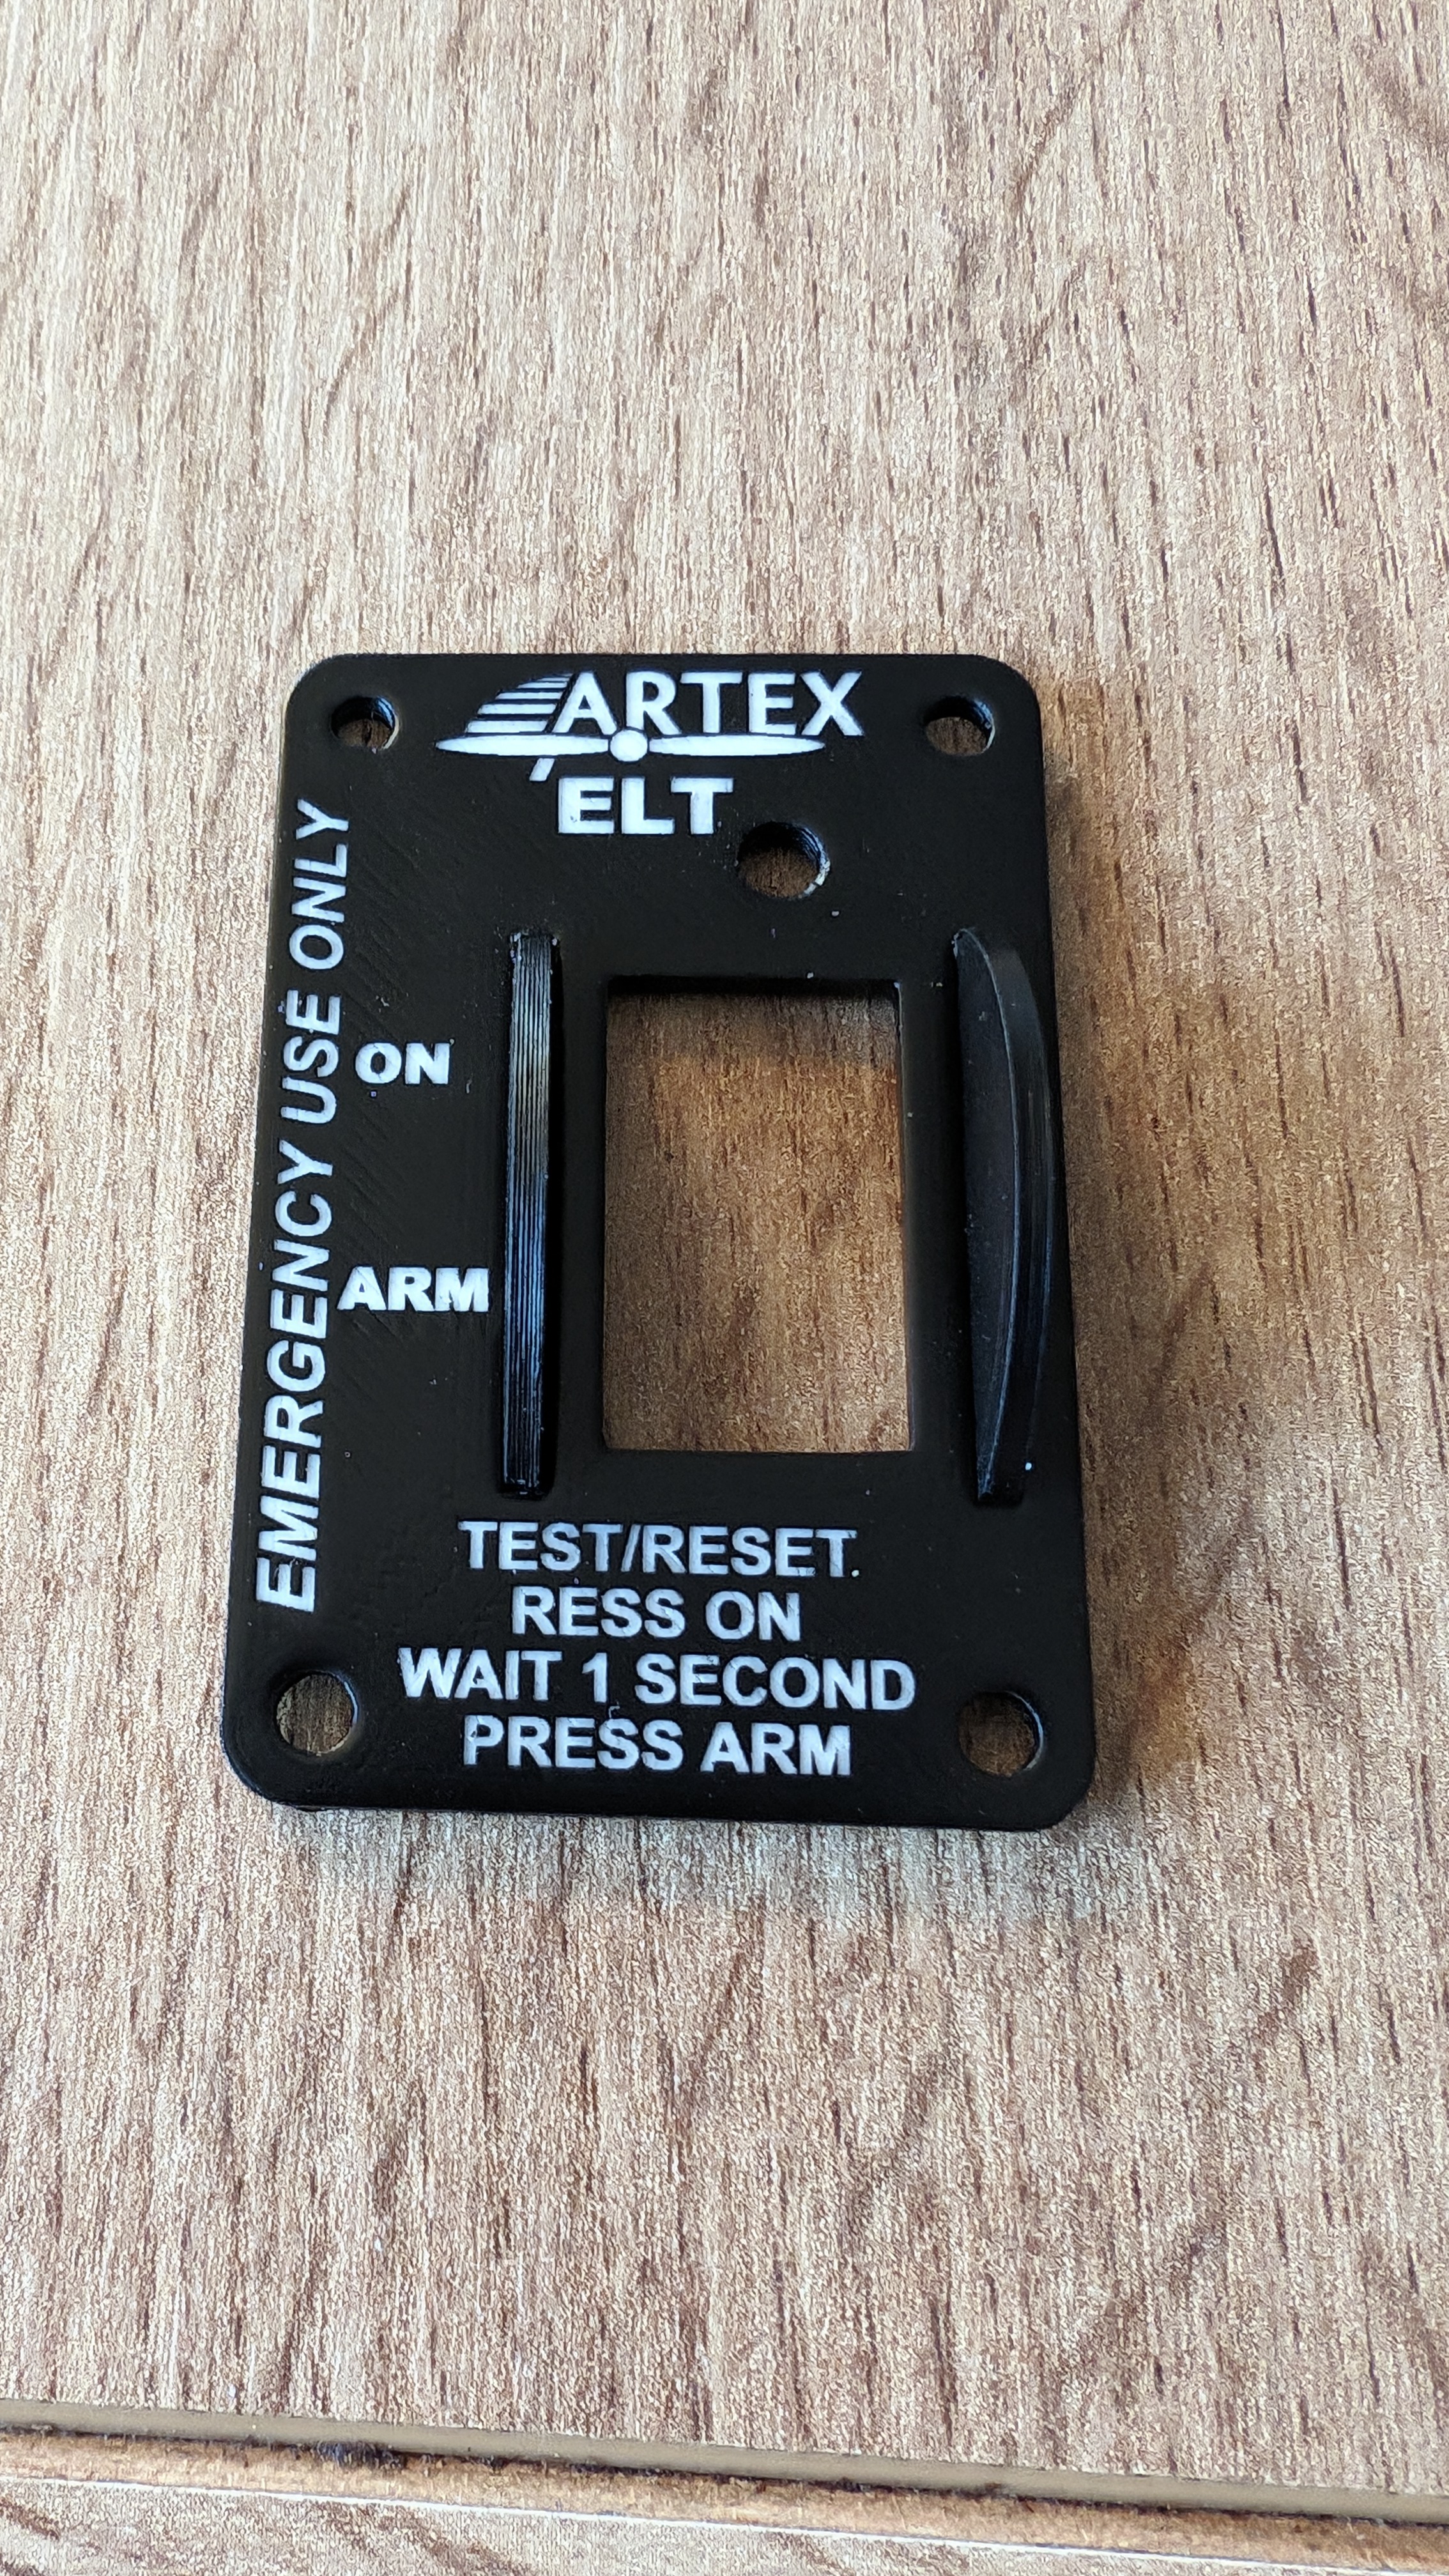 ARTEX
ELT
EMERGENCY USE ONLY
ON
ARM
TEST/RESET
RESS ON
WAIT 1 SECOND
PRESS ARM